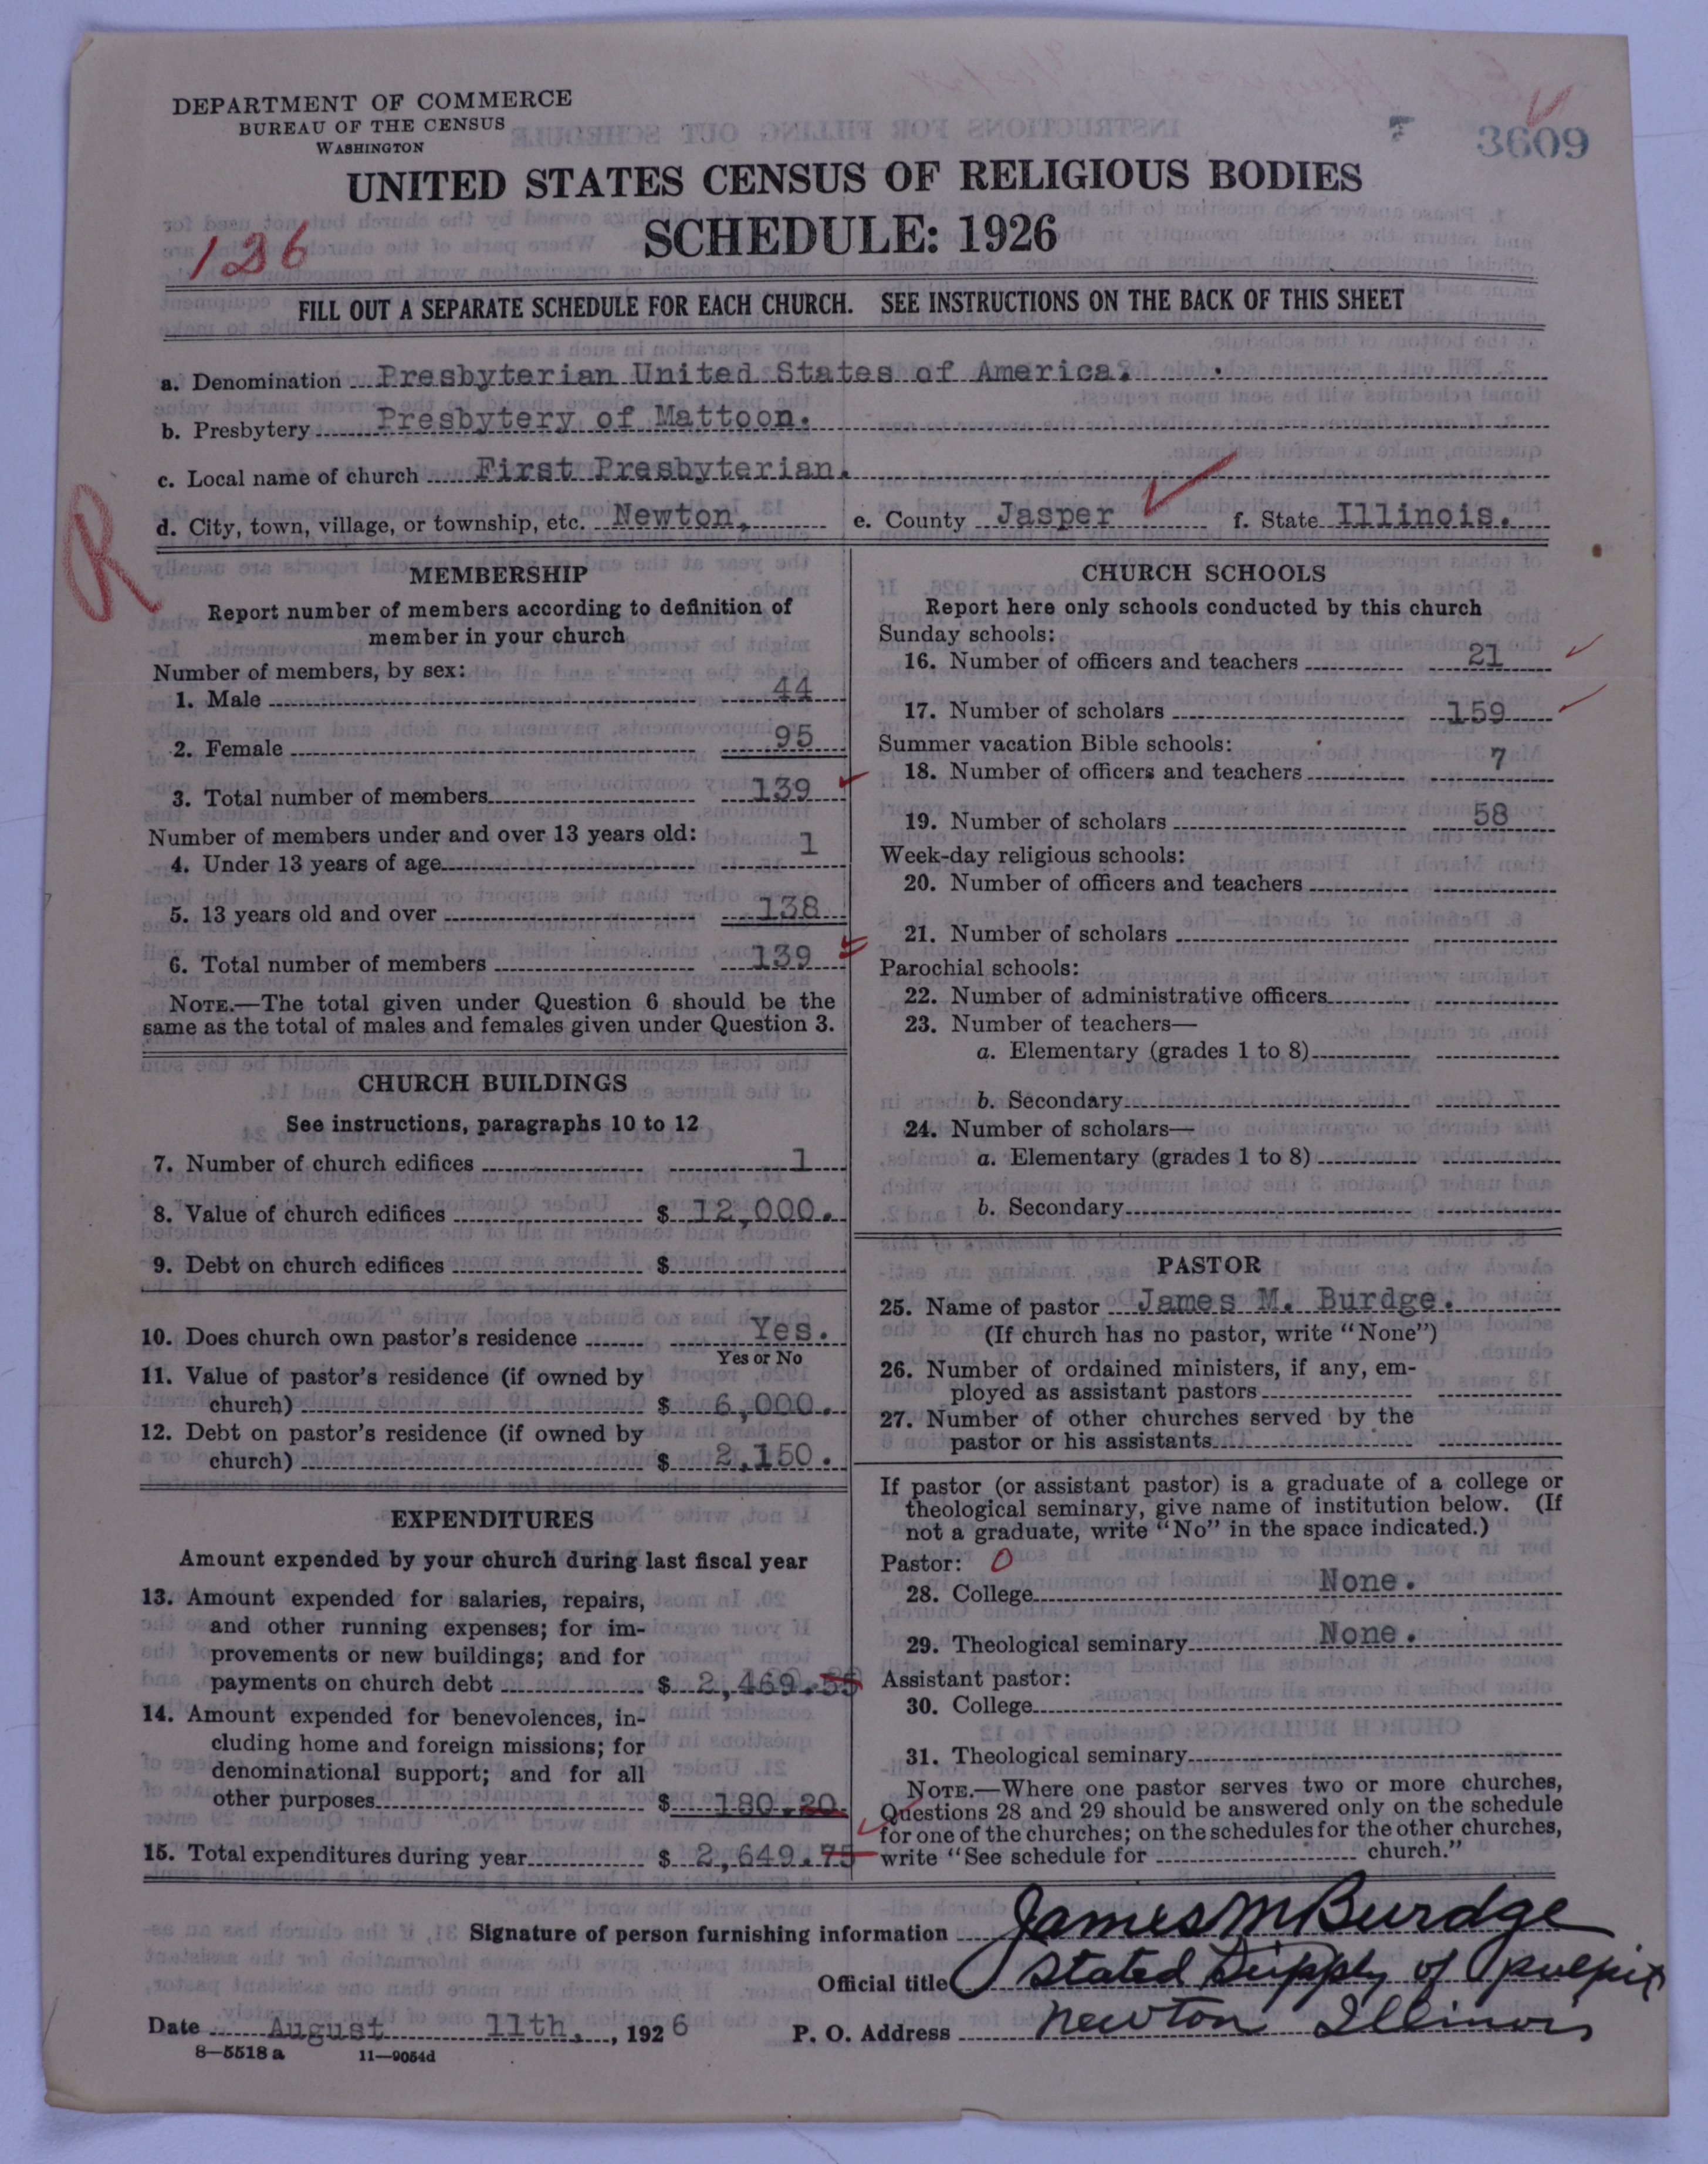 DEPARTMENT OF COMMERCE
BUREAU OF THE CENSUS
WASHINGTON
3609
UNITED STATES CENSUS OF RELIGIOUS BODIES
SCHEDULE: 1926
136
FILL OUT A SEPARATE SCHEDULE FOR EACH CHURCH. SEE INSTRUCTIONS ON THE BACK OF THIS SHEET
a. Denomination Presbyterian United States of America.
b. Presbytery Presbytery of Mattoon.
c. Local name of church First Presbyterian.
d. City, town, village, or township, etc. Newton, e. County Jasper f. State Illinois.
R
MEMBERSHIP
Report number of members according to definition of
member in your church
Number of members, by sex:
1. Male 44
2. Female 95
3. Total number of members 139
Number of members under and over 13 years old:
4. Under 13 years of age 1
5. 13 years old and over 138
6. Total number of members 139
NOTE.—The total given under Question 6 should be the
same as the total of males and females given under Question 3.
CHURCH BUILDINGS
See instructions, paragraphs 10 to 12
7. Number of church edifices 1
8. Value of church edifices $ 12,000.
9. Debt on church edifices $
10. Does church own pastor's residence Yes.
Yes or No
11. Value of pastor's residence (if owned by
church) $ 6,000.
12. Debt on pastor's residence (if owned by
church) $ 2,150.
EXPENDITURES
Amount expended by your church during last fiscal year
13. Amount expended for salaries, repairs,
and other running expenses; for im-
provements or new buildings; and for
payments on church debt $ 2,469.55
14. Amount expended for benevolences, in-
cluding home and foreign missions; for
denominational support; and for all
other purposes $ 180.20
15. Total expenditures during year $ 2,649.75
CHURCH SCHOOLS
Report here only schools conducted by this church
Sunday schools:
16. Number of officers and teachers 21
17. Number of scholars 159
Summer vacation Bible schools:
18. Number of officers and teachers 7
19. Number of scholars 58
Week-day religious schools:
20. Number of officers and teachers
21. Number of scholars
Parochial schools:
22. Number of administrative officers
23. Number of teachers—
a. Elementary (grades 1 to 8)
b. Secondary
24. Number of scholars—
a. Elementary (grades 1 to 8)
b. Secondary
PASTOR
25. Name of pastor James M. Burdge.
(If church has no pastor, write "None")
26. Number of ordained ministers, if any, em-
ployed as assistant pastors
27. Number of other churches served by the
pastor or his assistants
If pastor (or assistant pastor) is a graduate of a college or
theological seminary, give name of institution below. (If
not a graduate, write "No" in the space indicated.)
Pastor: 0
28. College None.
29. Theological seminary None.
Assistant pastor:
30. College
31. Theological seminary
NOTE.—Where one pastor serves two or more churches,
Questions 28 and 29 should be answered only on the schedule
for one of the churches; on the schedules for the other churches,
write "See schedule for church."
Signature of person furnishing information James M Burdge
Official title Stated Supply of pulpit
Date August 11th, 1926 P. O. Address Newton Illinois
8—5518 a 11—9054d